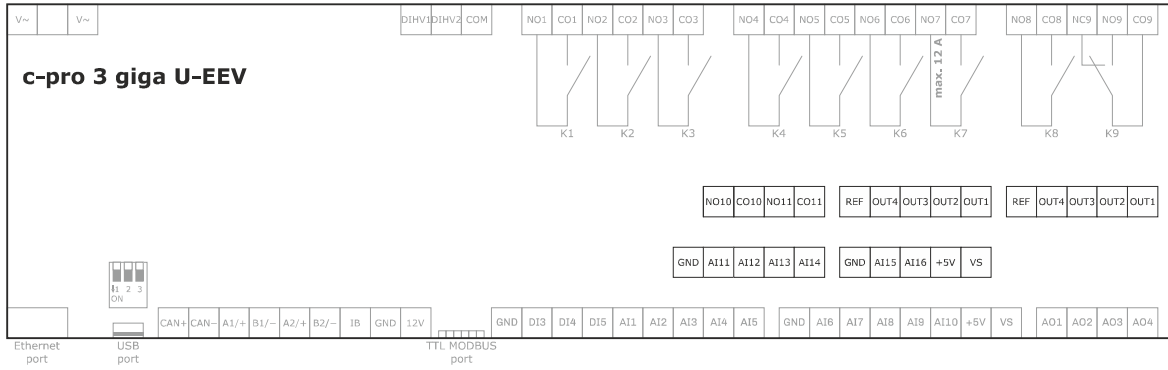 V~ V~ DIHV1 DIHV2 COM NO1 CO1 NO2 CO2 NO3 CO3 NO4 CO4 NO5 CO5 NO6 CO6 NO7 CO7 NO8 CO8 NC9 NO9 CO9
max. 12 A
c-pro 3 giga U-EEV
K1 K2 K3 K4 K5 K6 K7 K8 K9
NO10 CO10 NO11 CO11 REF OUT4 OUT3 OUT2 OUT1 REF OUT4 OUT3 OUT2 OUT1
GND AI11 AI12 AI13 AI14 GND AI15 AI16 +5V VS
1 2 3
ON
CAN+ CAN− A1/+ B1/− A2/+ B2/− IB GND 12V GND DI3 DI4 DI5 AI1 AI2 AI3 AI4 AI5 GND AI6 AI7 AI8 AI9 AI10 +5V VS AO1 AO2 AO3 AO4
Ethernet USB TTL MODBUS
port port port